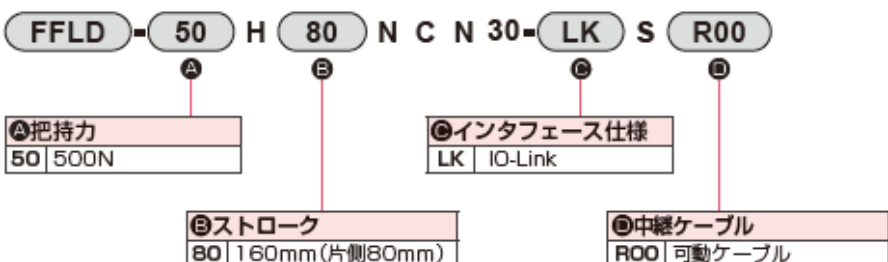 FFLD-50 H 80 N C N 30-LK S R00
A B C D
A把持力
50 500N
Cインタフェース仕様
LK IO-Link
Bストローク
80 160mm(片側80mm)
D中継ケーブル
R00 可動ケーブル